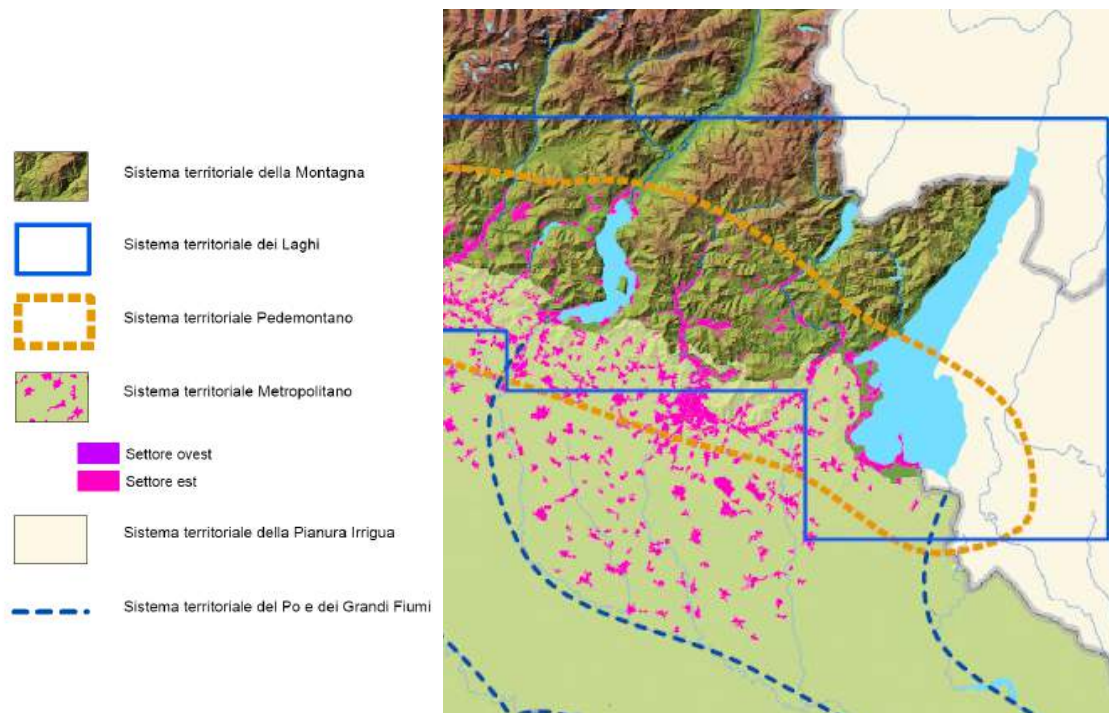 Sistema territoriale della Montagna
Sistema territoriale dei Laghi
Sistema territoriale Pedemontano
Sistema territoriale Metropolitano
Settore ovest
Settore est
Sistema territoriale della Pianura Irrigua
Sistema territoriale del Po e dei Grandi Fiumi